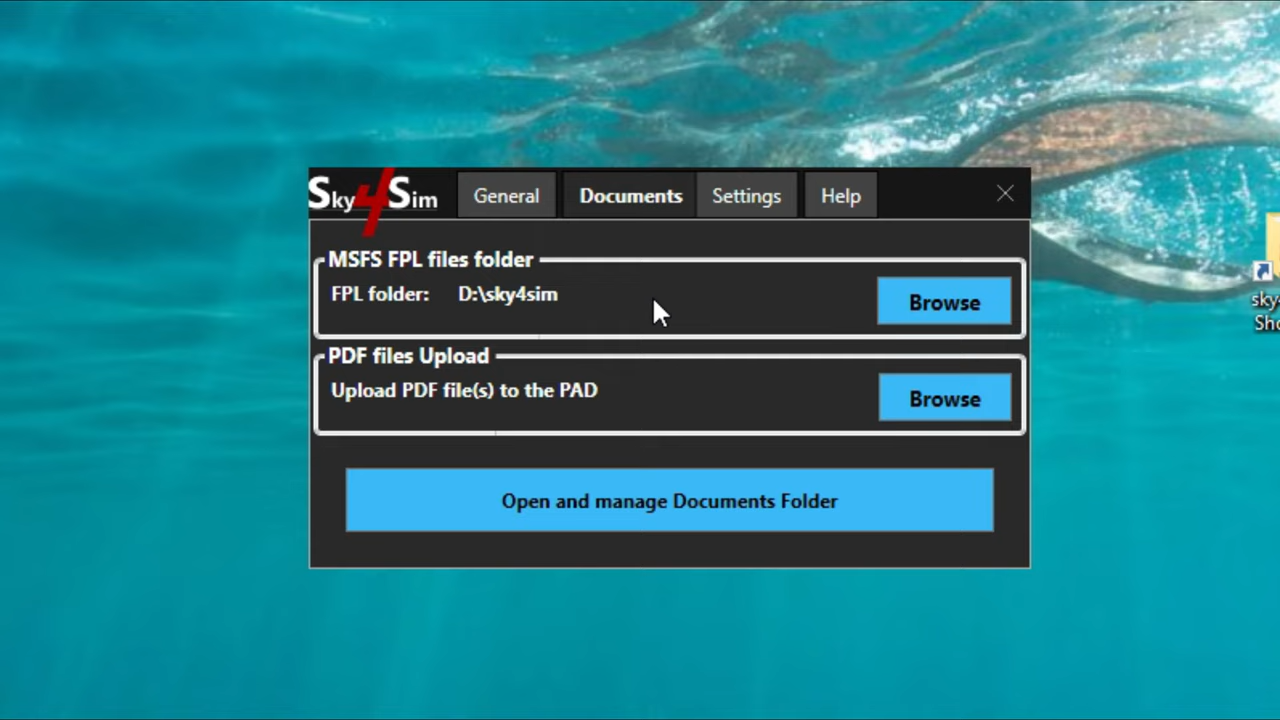 Sky4Sim
General
Documents
Settings
Help
MSFS FPL files folder
FPL folder: D:\sky4sim
Browse
PDF files Upload
Upload PDF file(s) to the PAD
Browse
Open and manage Documents Folder